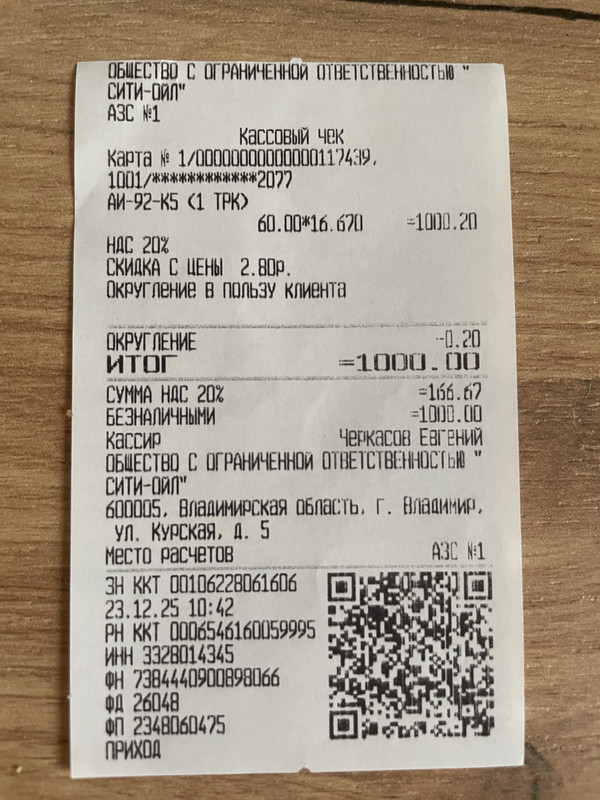 ОБЩЕСТВО С ОГРАНИЧЕННОЙ ОТВЕТСТВЕННОСТЬЮ "
СИТИ-ОЙЛ"
АЗС №1
Кассовый чек
Карта № 1/00000000000000117439,
1001/************2077
АИ-92-К5 (1 ТРК)
60.00*16.670 =1000.20
НДС 20%
СКИДКА С ЦЕНЫ 2.80р.
Округление в пользу клиента
ОКРУГЛЕНИЕ -0.20
ИТОГ =1000.00
СУММА НДС 20% =166.67
БЕЗНАЛИЧНЫМИ =1000.00
Кассир Черкасов Евгений
ОБЩЕСТВО С ОГРАНИЧЕННОЙ ОТВЕТСТВЕННОСТЬЮ "
СИТИ-ОЙЛ"
600005, Владимирская область, г. Владимир,
ул. Курская, д. 5
Место расчетов АЗС №1
ЗН ККТ 00106228061606
23.12.25 10:42
РН ККТ 0006546160059995
ИНН 3328014345
ФН 7384440900898066
ФД 26048
ФП 2348060475
ПРИХОД